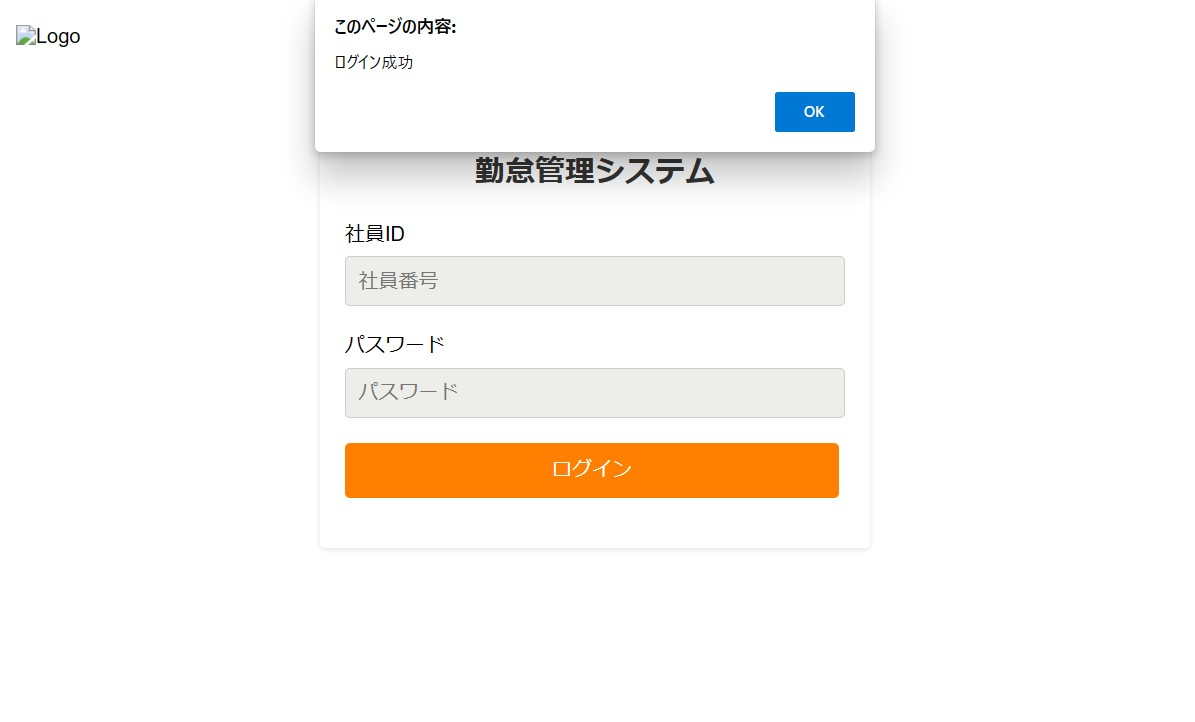 Logo
このページの内容:
ログイン成功
OK
勤怠管理システム
社員ID
社員番号
パスワード
パスワード
ログイン